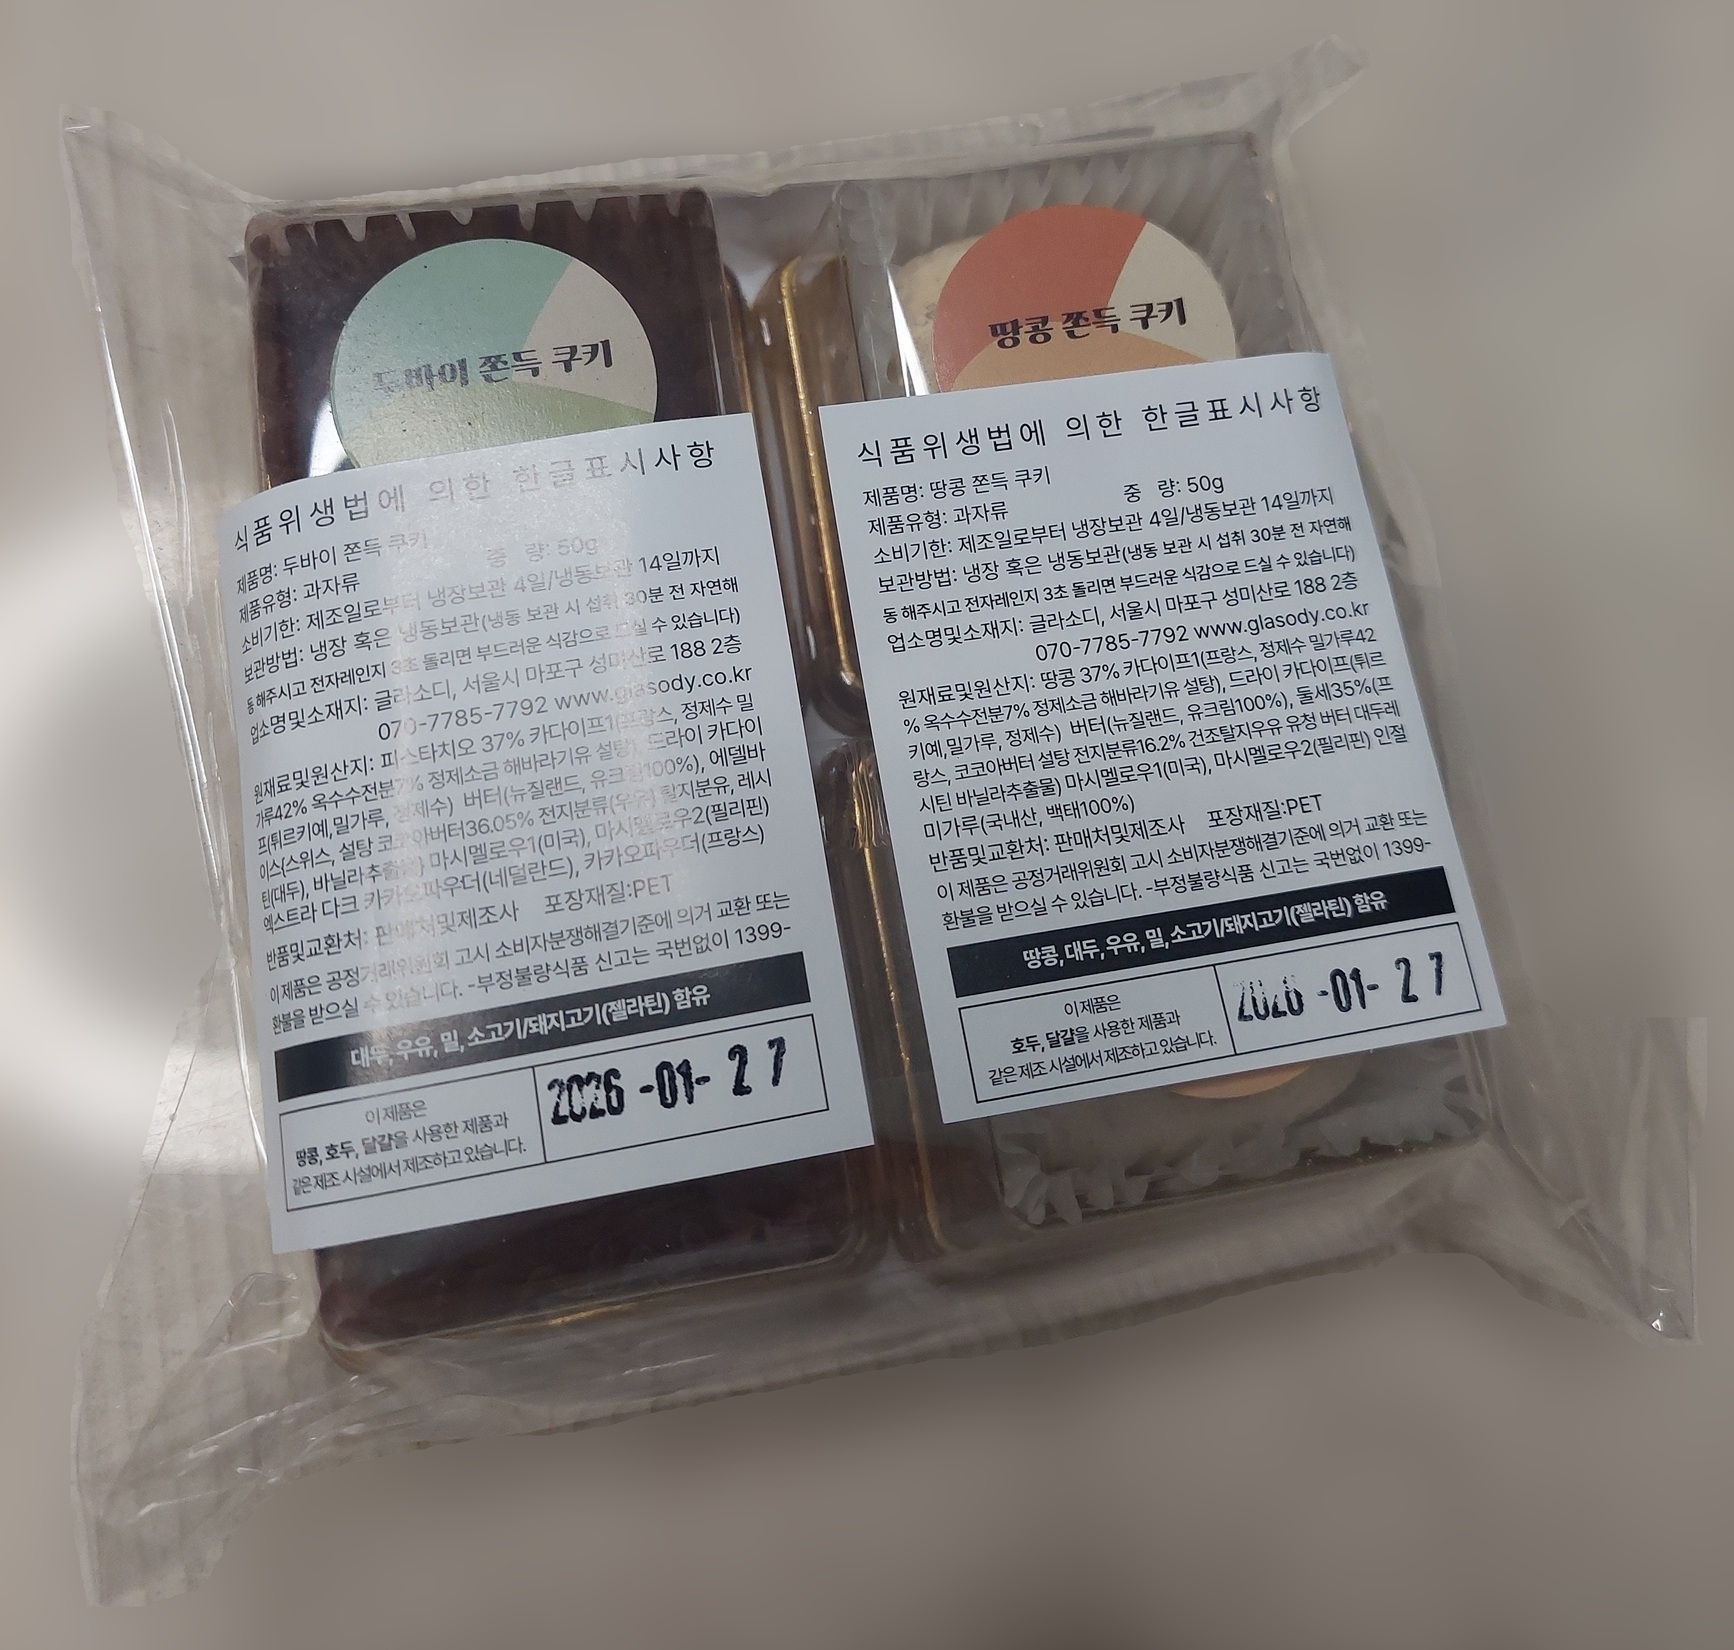 두바이 쫀득 쿠키
식품위생법에 의한 한글표시사항
제품명: 두바이 쫀득 쿠키
중 량: 50g
제품유형: 과자류
소비기한: 제조일로부터 냉장보관 4일/냉동보관 14일까지
보관방법: 냉장 혹은 냉동보관(냉동 보관 시 섭취 30분 전 자연해
동 해주시고 전자레인지 3초 돌리면 부드러운 식감으로 드실 수 있습니다)
업소명및소재지: 글라소디, 서울시 마포구 성미산로 188 2층
070-7785-7792 www.glasody.co.kr
원재료및원산지: 피스타치오 37% 카다이프1(프랑스, 정제수 밀
가루42% 옥수수전분7% 정제소금 해바라기유 설탕), 드라이 카다이
프(튀르키예,밀가루, 정제수) 버터(뉴질랜드, 유크림100%), 에델바
이스(스위스, 설탕 코코아버터36.05% 전지분류(우유) 탈지분유, 레시
틴(대두), 바닐라추출물) 마시멜로우1(미국), 마시멜로우2(필리핀)
엑스트라 다크 카카오파우더(네덜란드), 카카오파우더(프랑스)
반품및교환처: 판매처및제조사 포장재질:PET
이 제품은 공정거래위원회 고시 소비자분쟁해결기준에 의거 교환 또는
환불을 받으실 수 있습니다. -부정불량식품 신고는 국번없이 1399-
대두, 우유, 밀, 소고기/돼지고기(젤라틴) 함유
이 제품은
땅콩, 호두, 달걀을 사용한 제품과
같은 제조 시설에서 제조하고 있습니다.
2026 -01- 27
땅콩 쫀득 쿠키
식품위생법에 의한 한글표시사항
제품명: 땅콩 쫀득 쿠키
중 량: 50g
제품유형: 과자류
소비기한: 제조일로부터 냉장보관 4일/냉동보관 14일까지
보관방법: 냉장 혹은 냉동보관(냉동 보관 시 섭취 30분 전 자연해
동 해주시고 전자레인지 3초 돌리면 부드러운 식감으로 드실 수 있습니다)
업소명및소재지: 글라소디, 서울시 마포구 성미산로 188 2층
070-7785-7792 www.glasody.co.kr
원재료및원산지: 땅콩 37% 카다이프1(프랑스, 정제수 밀가루42
% 옥수수전분7% 정제소금 해바라기유 설탕), 드라이 카다이프(튀르
키예,밀가루, 정제수) 버터(뉴질랜드, 유크림100%), 둘세35%(프
랑스, 코코아버터 설탕 전지분류16.2% 건조탈지우유 유청 버터 대두레
시틴 바닐라추출물) 마시멜로우1(미국), 마시멜로우2(필리핀) 인절
미가루(국내산, 백태100%)
반품및교환처: 판매처및제조사 포장재질:PET
이 제품은 공정거래위원회 고시 소비자분쟁해결기준에 의거 교환 또는
환불을 받으실 수 있습니다. -부정불량식품 신고는 국번없이 1399-
땅콩, 대두, 우유, 밀, 소고기/돼지고기(젤라틴) 함유
이 제품은
호두, 달걀을 사용한 제품과
같은 제조 시설에서 제조하고 있습니다.
2026 -01- 27